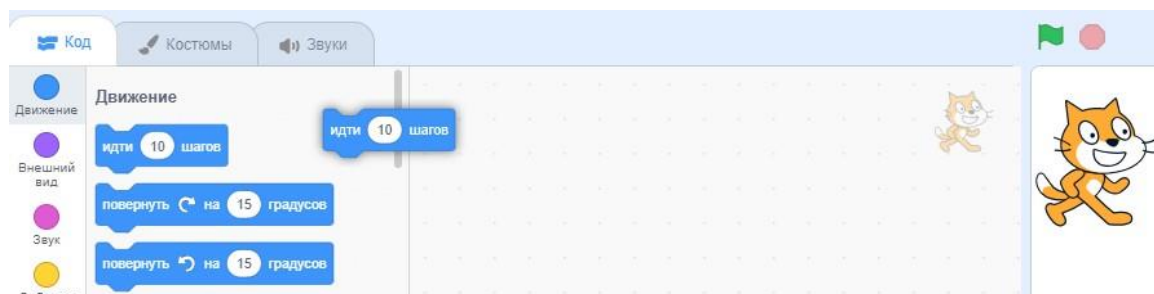 Код
Костюмы
Звуки
Движение
Движение
идти 10 шагов
идти 10 шагов
Внешний
вид
повернуть на 15 градусов
Звук
повернуть на 15 градусов